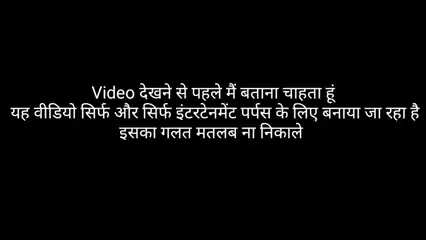 Video देखने से पहले मैं बताना चाहता हूं
यह वीडियो सिर्फ और सिर्फ इंटरटेनमेंट पर्पस के लिए बनाया जा रहा है
इसका गलत मतलब ना निकाले